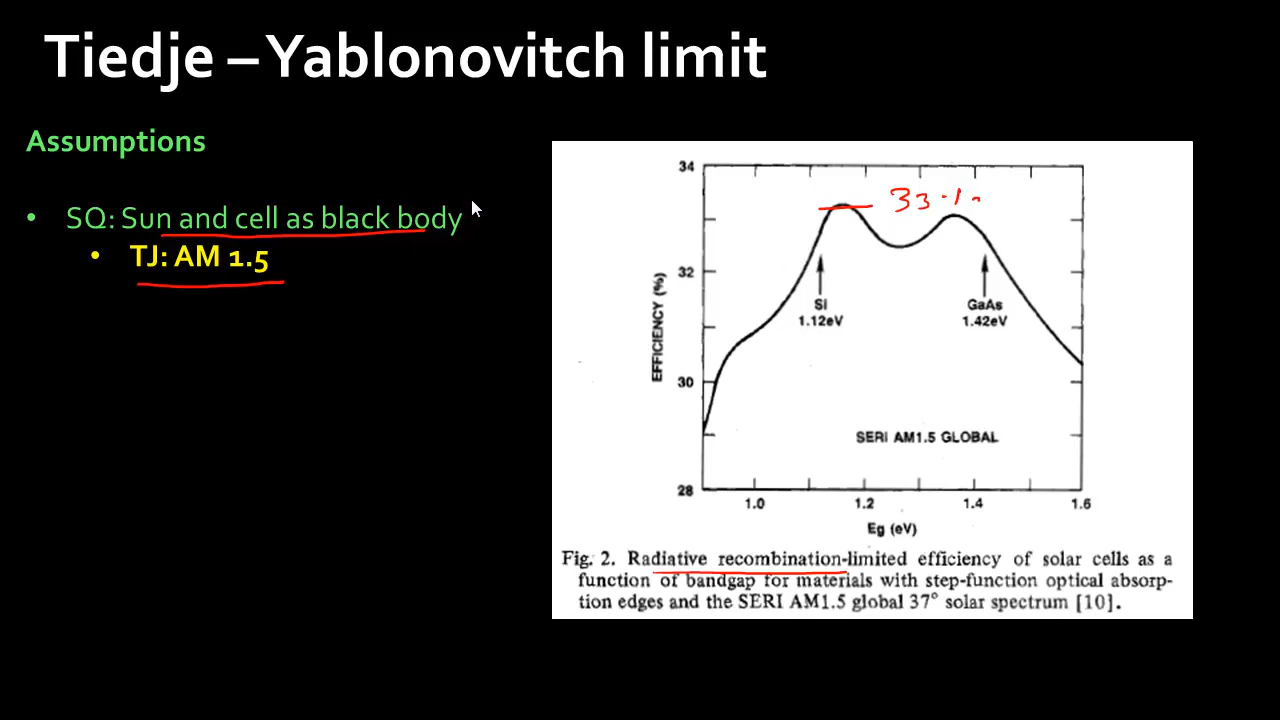 Tiedje – Yablonovitch limit
Assumptions
• SQ: Sun and cell as black body
• TJ: AM 1.5
34
32
30
28
EFFICIENCY (%)
Si
1.12eV
GaAs
1.42eV
SERI AM1.5 GLOBAL
1.0
1.2
1.4
1.6
Eg (eV)
Fig. 2. Radiative recombination-limited efficiency of solar cells as a
function of bandgap for materials with step-function optical absorp-
tion edges and the SERI AM1.5 global 37° solar spectrum [10].